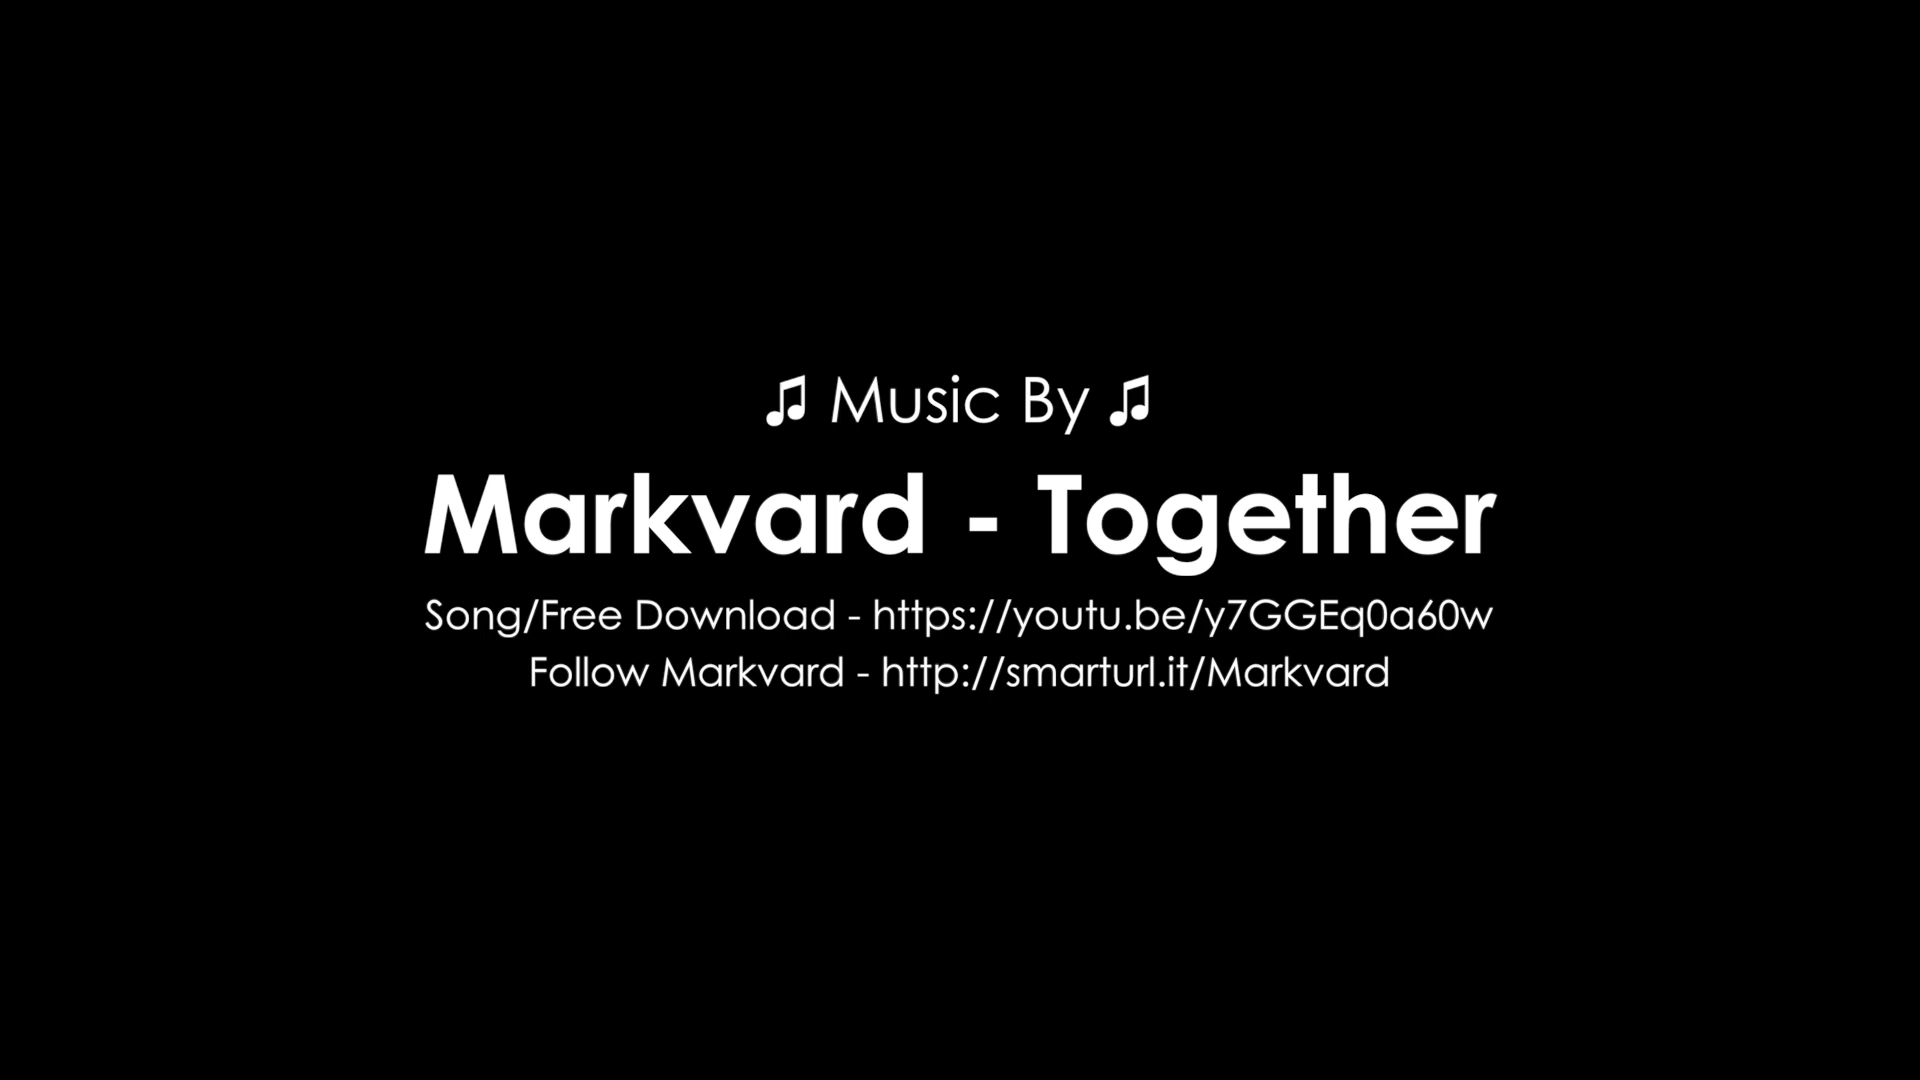 ♫ Music By ♫
Markvard - Together
Song/Free Download - https://youtu.be/y7GGEq0a60w
Follow Markvard - http://smarturl.it/Markvard